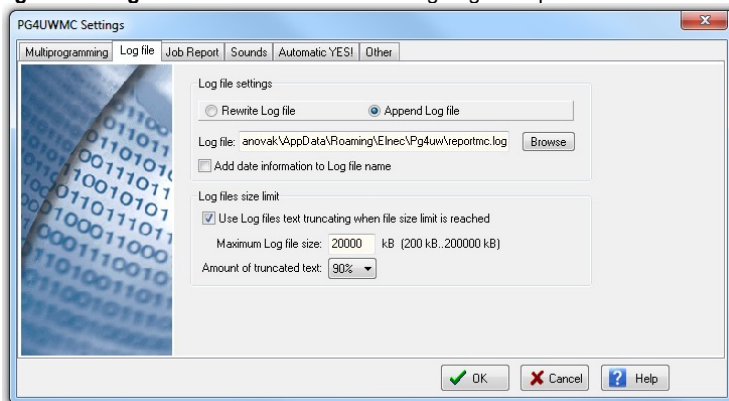 PG4UWMC Settings
Multiprogramming Log file Job Report Sounds Automatic YES! Other
Log file settings
Rewrite Log file Append Log file
Log file: anovak\AppData\Roaming\Elnec\Pg4uw\reportmc.log Browse
Add date information to Log file name
Log files size limit
Use Log files text truncating when file size limit is reached
Maximum Log file size: 20000 kB (200 kB..200000 kB)
Amount of truncated text: 90%
OK Cancel Help